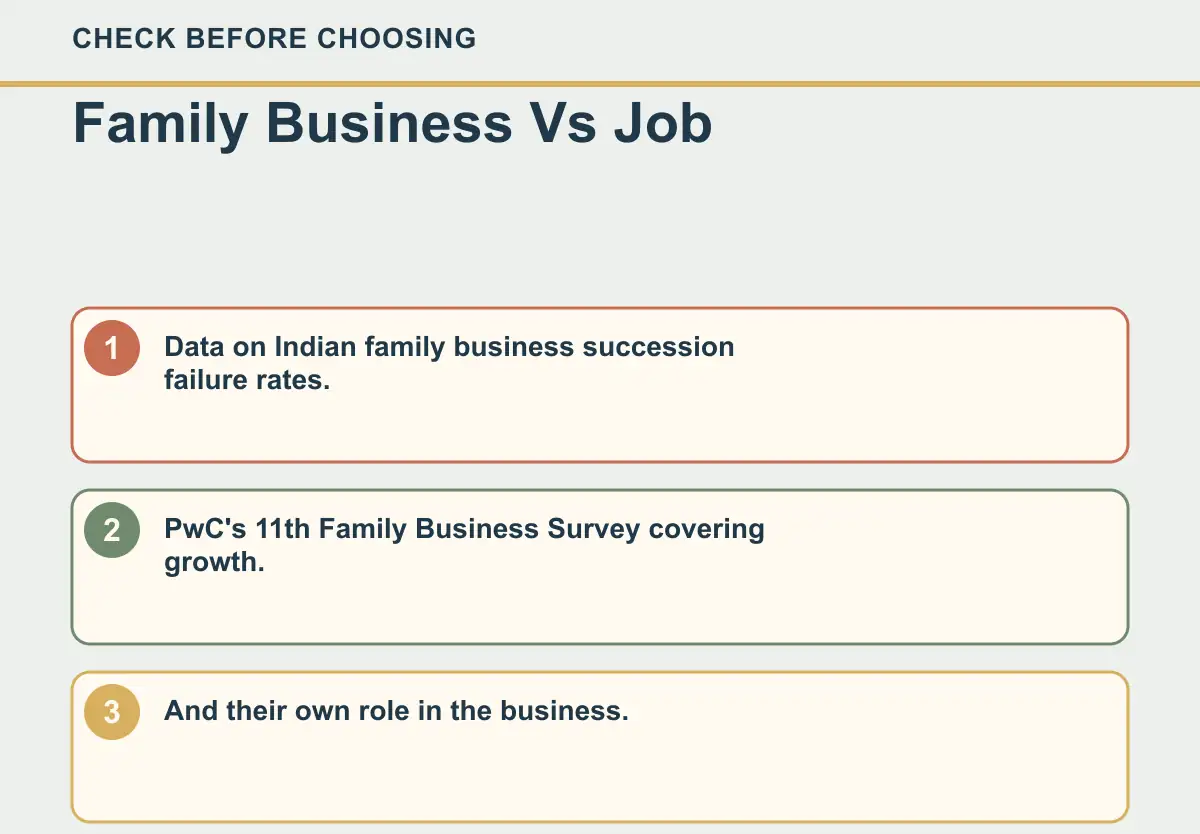 CHECK BEFORE CHOOSING
Family Business Vs Job
1
Data on Indian family business succession
failure rates.
2
PwC's 11th Family Business Survey covering
growth.
3
And their own role in the business.